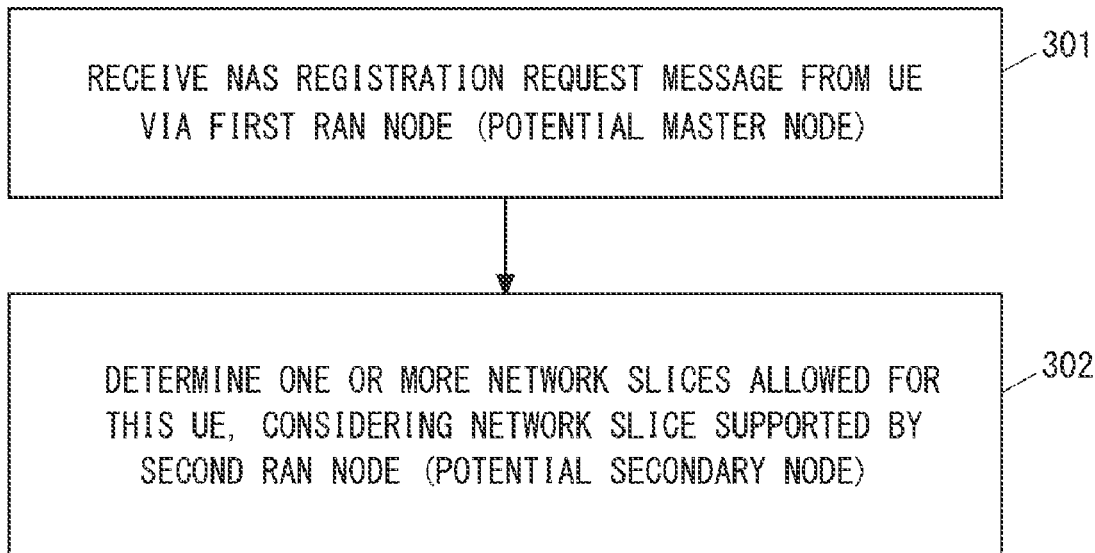 RECEIVE NAS REGISTRATION REQUEST MESSAGE FROM UE
VIA FIRST RAN NODE (POTENTIAL MASTER NODE)
301
DETERMINE ONE OR MORE NETWORK SLICES ALLOWED FOR
THIS UE, CONSIDERING NETWORK SLICE SUPPORTED BY
SECOND RAN NODE (POTENTIAL SECONDARY NODE)
302